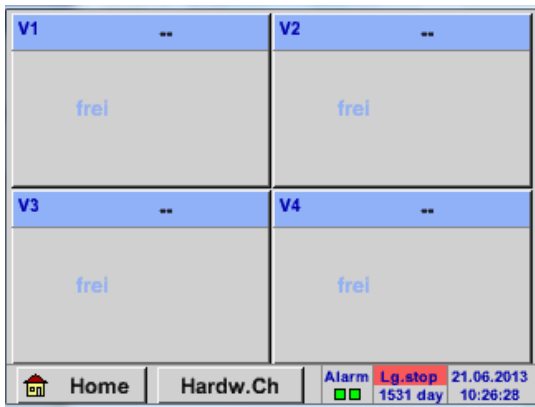 V1 --
V2 --
frei
frei
V3 --
V4 --
frei
frei
Home
Hardw.Ch
Alarm
Lg.stop
1531 day
21.06.2013
10:26:28